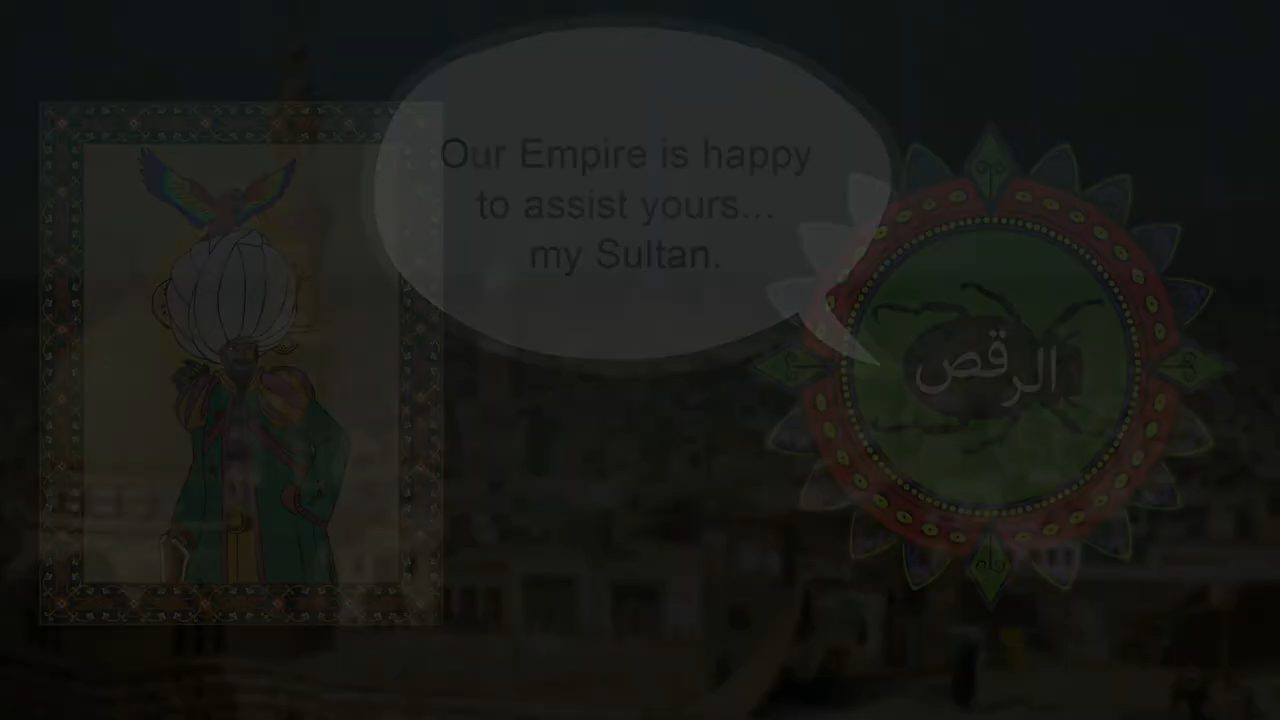 Our Empire is happy
to assist yours...
my Sultan.
الرقص